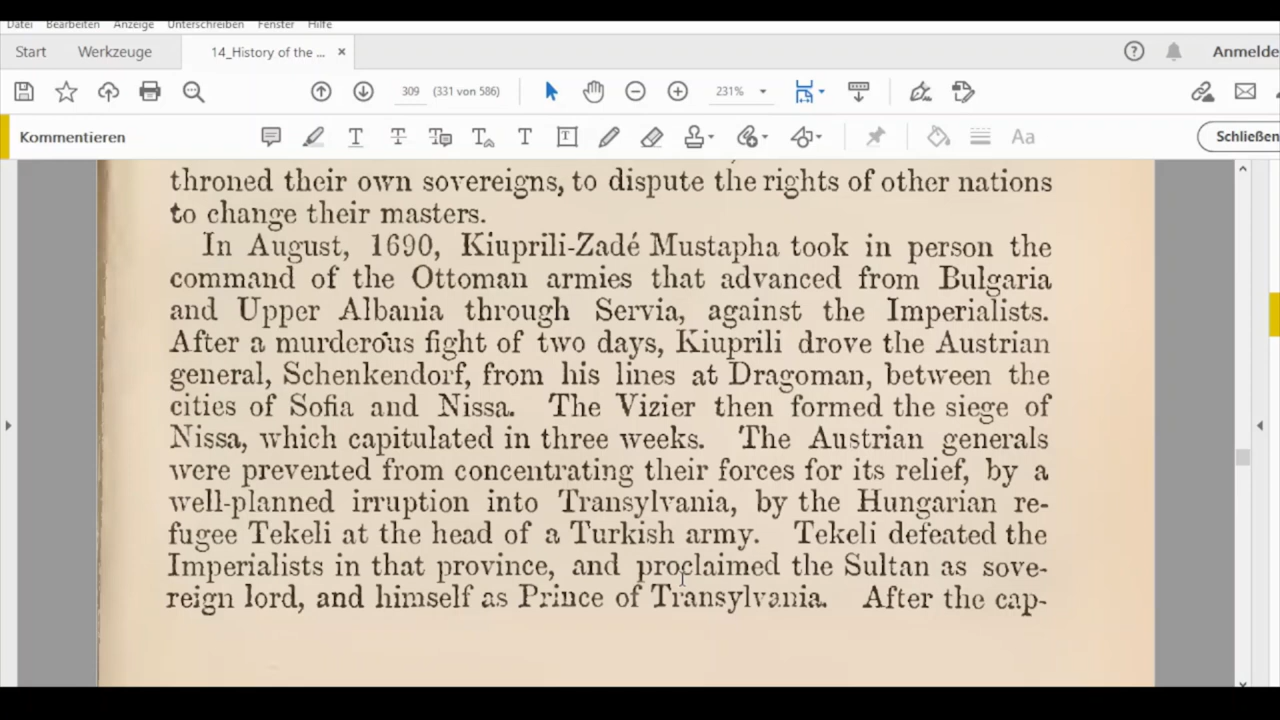 Datei Bearbeiten Anzeige Unterschreiben Fenster Hilfe
Start Werkzeuge 14_History of the ... × Anmelde
309 (331 von 586) 231%
Kommentieren Aa Schließen
throned their own sovereigns, to dispute the rights of other nations
to change their masters.
In August, 1690, Kiuprili-Zadé Mustapha took in person the
command of the Ottoman armies that advanced from Bulgaria
and Upper Albania through Servia, against the Imperialists.
After a murderous fight of two days, Kiuprili drove the Austrian
general, Schenkendorf, from his lines at Dragoman, between the
cities of Sofia and Nissa. The Vizier then formed the siege of
Nissa, which capitulated in three weeks. The Austrian generals
were prevented from concentrating their forces for its relief, by a
well-planned irruption into Transylvania, by the Hungarian re-
fugee Tekeli at the head of a Turkish army. Tekeli defeated the
Imperialists in that province, and proclaimed the Sultan as sove-
reign lord, and himself as Prince of Transylvania. After the cap-